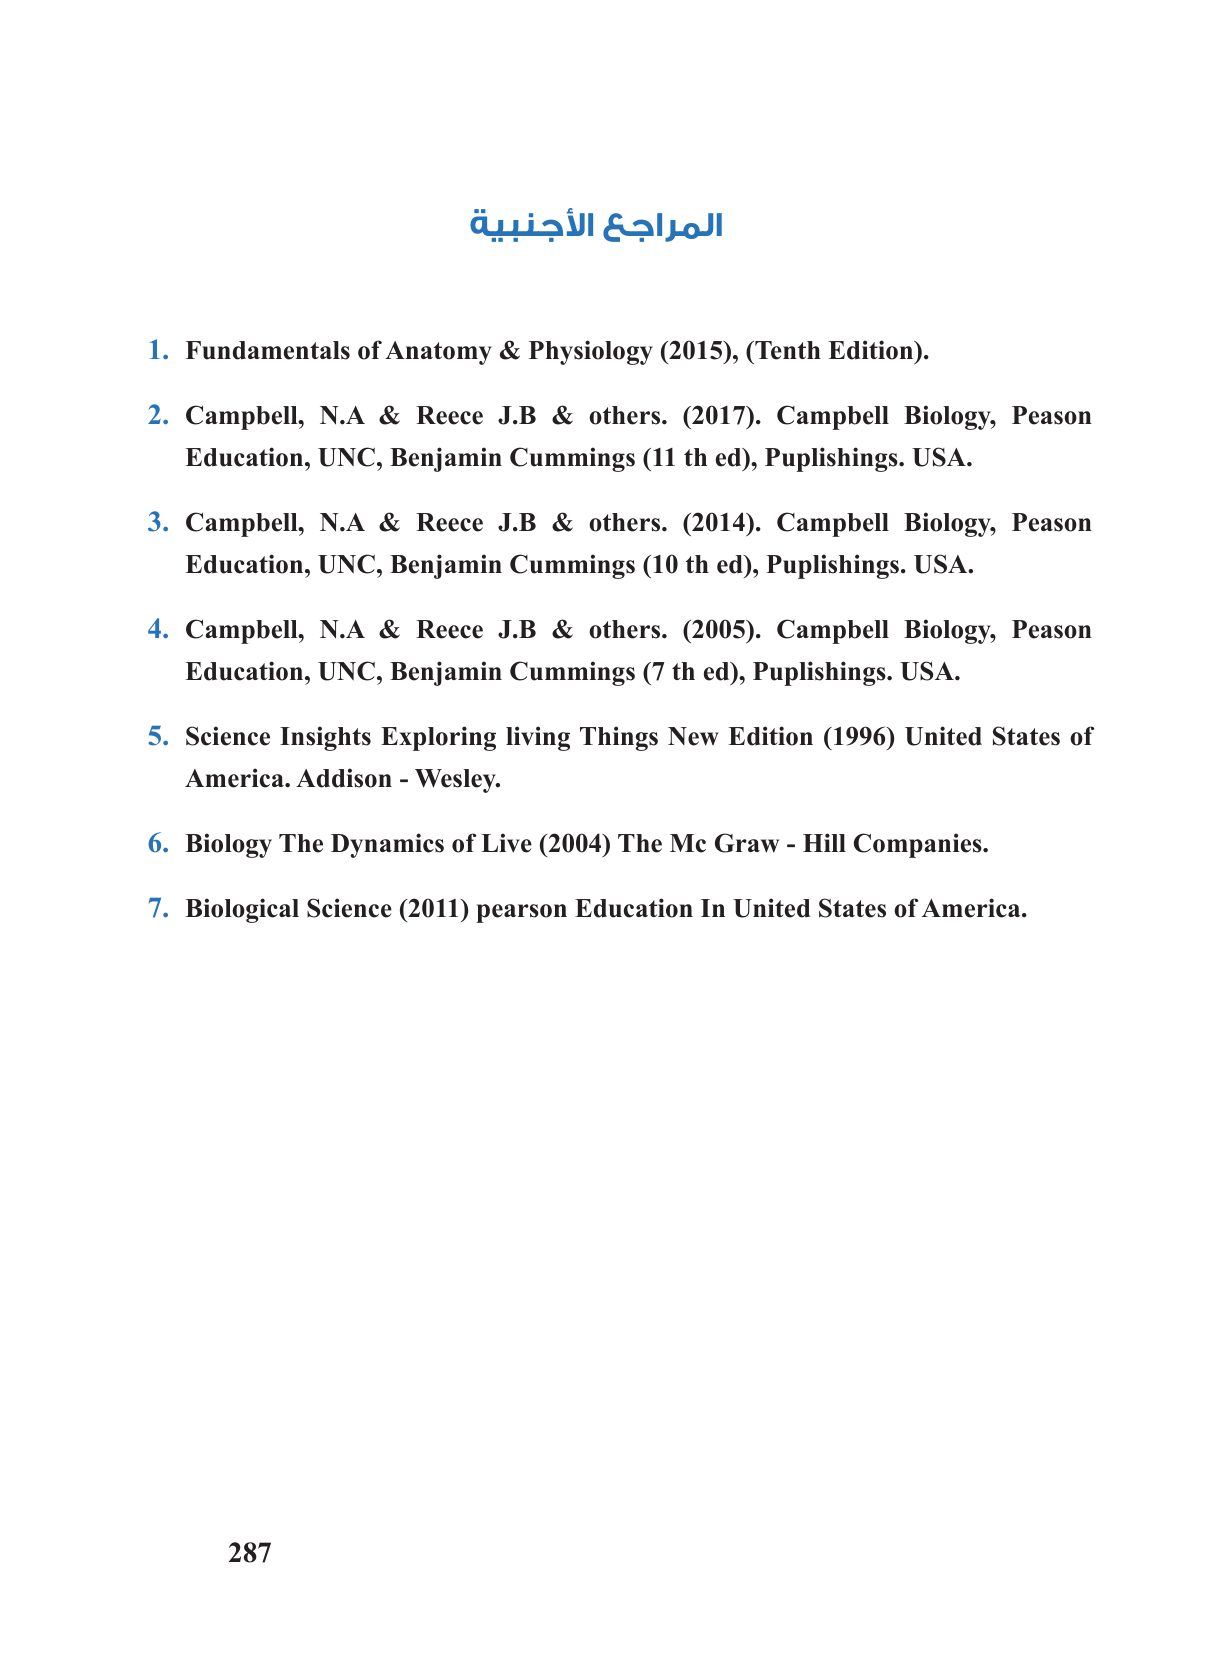 المراجع الأجنبية
1. Fundamentals of Anatomy & Physiology (2015), (Tenth Edition).
2. Campbell, N.A & Reece J.B & others. (2017). Campbell Biology, Peason
Education, UNC, Benjamin Cummings (11 th ed), Puplishings. USA.
3. Campbell, N.A & Reece J.B & others. (2014). Campbell Biology, Peason
Education, UNC, Benjamin Cummings (10 th ed), Puplishings. USA.
4. Campbell, N.A & Reece J.B & others. (2005). Campbell Biology, Peason
Education, UNC, Benjamin Cummings (7 th ed), Puplishings. USA.
5. Science Insights Exploring living Things New Edition (1996) United States of
America. Addison - Wesley.
6. Biology The Dynamics of Live (2004) The Mc Graw - Hill Companies.
7. Biological Science (2011) pearson Education In United States of America.
287